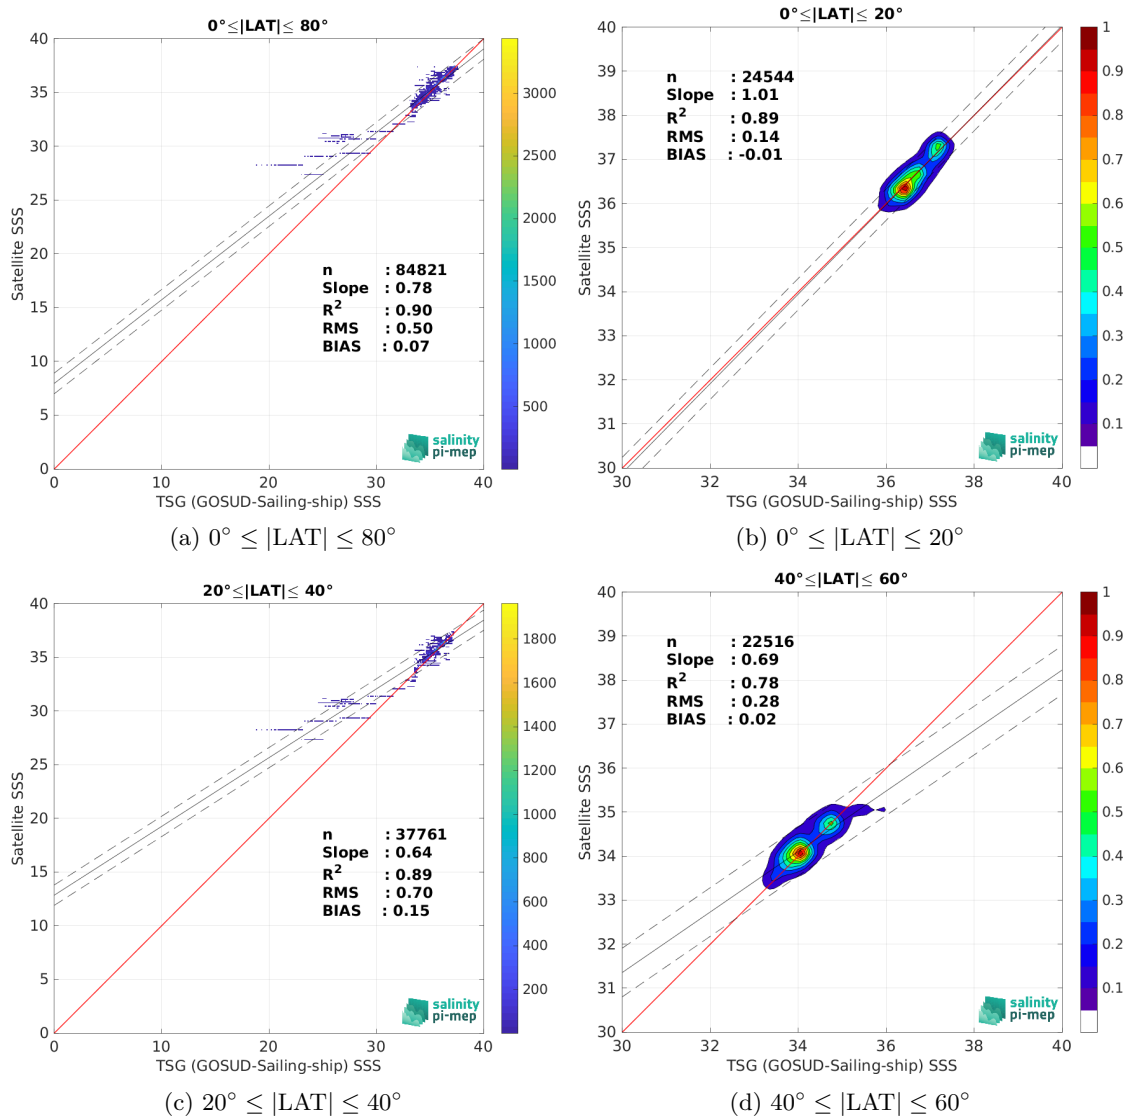 0°≤|LAT|≤ 80°
Satellite SSS
40
35
30
25
20
15
10
5
0
n : 84821
Slope : 0.78
R² : 0.90
RMS : 0.50
BIAS : 0.07
salinity
pi-mep
0 10 20 30 40
TSG (GOSUD-Sailing-ship) SSS
3000
2500
2000
1500
1000
500
(a) 0° ≤ |LAT| ≤ 80°
0°≤|LAT|≤ 20°
Satellite SSS
40
39
38
37
36
35
34
33
32
31
30
n : 24544
Slope : 1.01
R² : 0.89
RMS : 0.14
BIAS : -0.01
salinity
pi-mep
30 32 34 36 38 40
TSG (GOSUD-Sailing-ship) SSS
1
0.9
0.8
0.7
0.6
0.5
0.4
0.3
0.2
0.1
(b) 0° ≤ |LAT| ≤ 20°
20°≤|LAT|≤ 40°
Satellite SSS
40
35
30
25
20
15
10
5
0
n : 37761
Slope : 0.64
R² : 0.89
RMS : 0.70
BIAS : 0.15
salinity
pi-mep
0 10 20 30 40
TSG (GOSUD-Sailing-ship) SSS
1800
1600
1400
1200
1000
800
600
400
200
(c) 20° ≤ |LAT| ≤ 40°
40°≤|LAT|≤ 60°
Satellite SSS
40
39
38
37
36
35
34
33
32
31
30
n : 22516
Slope : 0.69
R² : 0.78
RMS : 0.28
BIAS : 0.02
salinity
pi-mep
30 32 34 36 38 40
TSG (GOSUD-Sailing-ship) SSS
1
0.9
0.8
0.7
0.6
0.5
0.4
0.3
0.2
0.1
(d) 40° ≤ |LAT| ≤ 60°